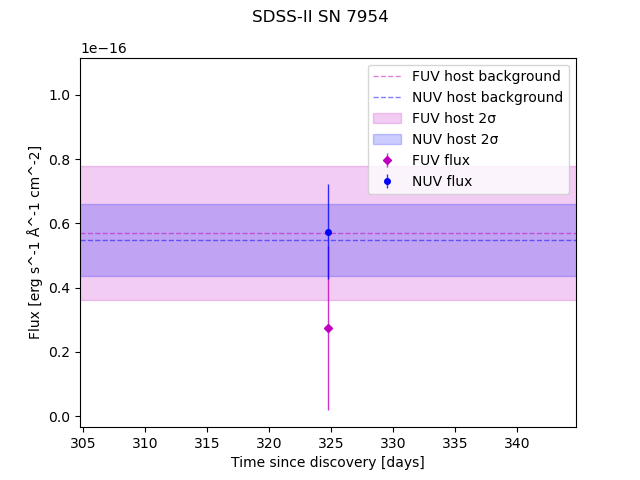 SDSS-II SN 7954
1e−16
FUV host background
NUV host background
FUV host 2σ
NUV host 2σ
FUV flux
NUV flux
1.0
0.8
0.6
0.4
0.2
0.0
Flux [erg s^-1 Å^-1 cm^-2]
305 310 315 320 325 330 335 340
Time since discovery [days]